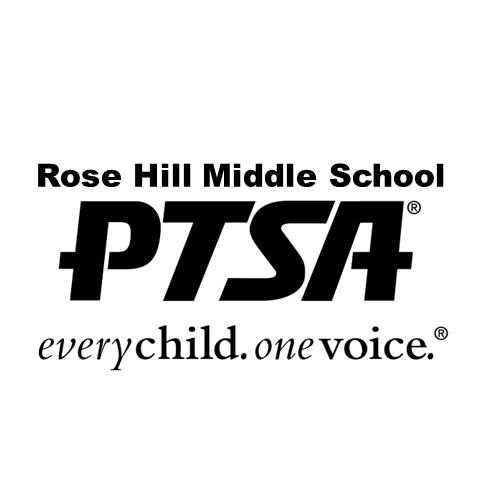 Rose Hill Middle School
PTSA®
everychild.onevoice.®